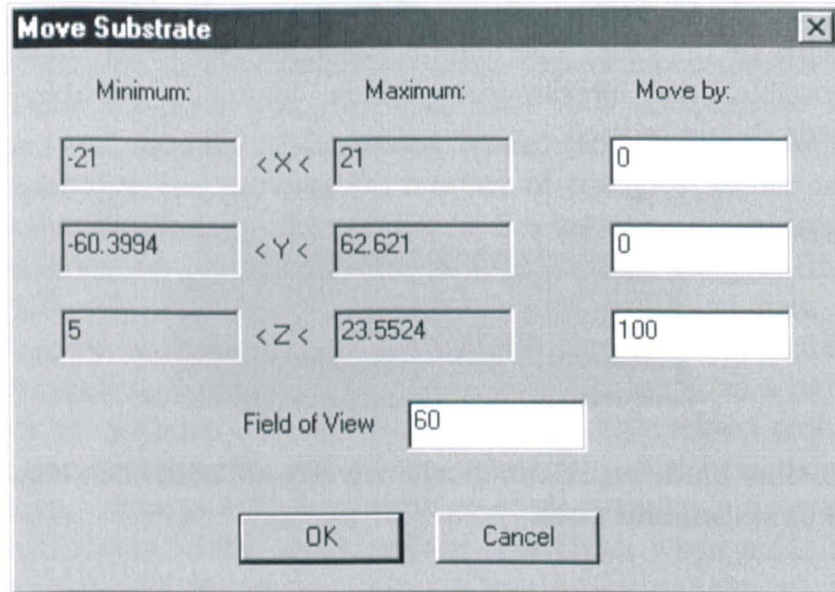 Move Substrate
Minimum: Maximum: Move by:
-21 <X< 21 0
-60.3994 <Y< 62.621 0
5 <Z< 23.5524 100
Field of View 60
OK Cancel